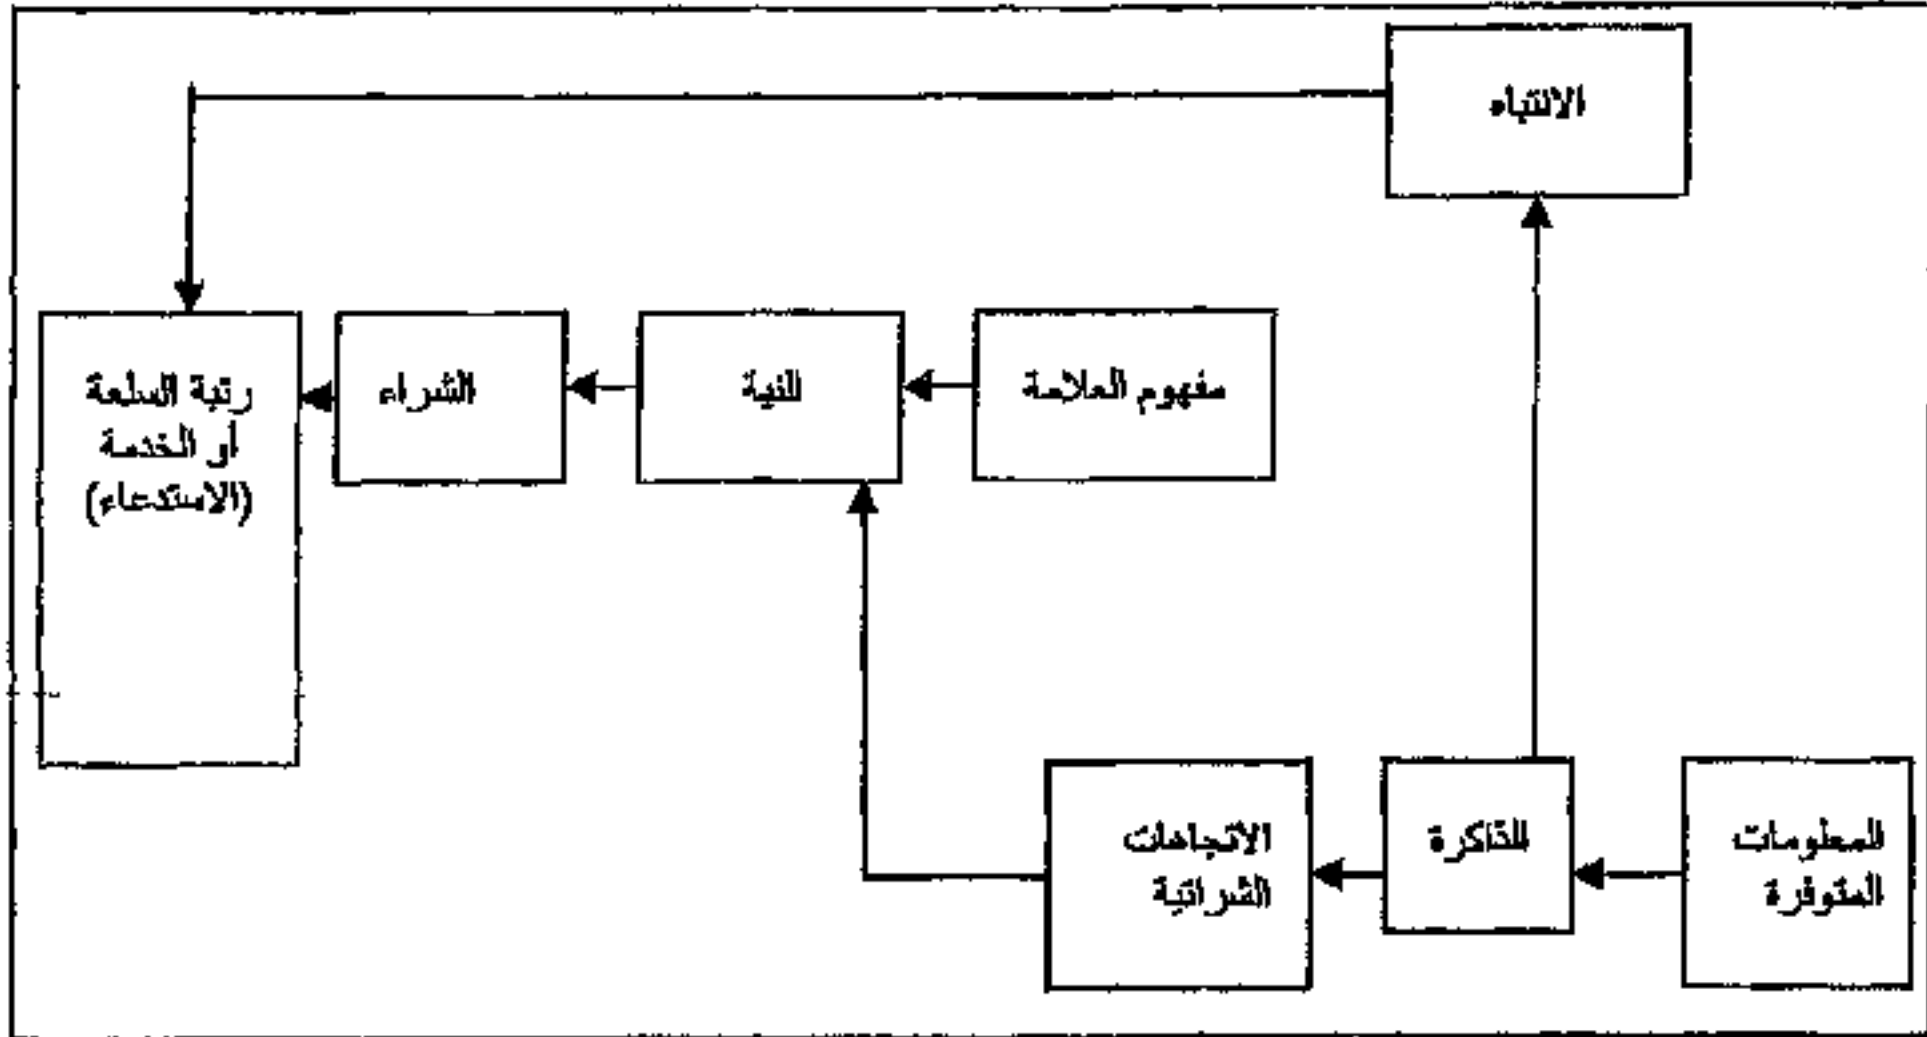 الانتباه
مفهوم العلامة
النية
الشراء
رتبة السلعة
أو الخدمة
(الاستدعاء)
المعلومات
المتوفرة
الذاكرة
الاتجاهات
الشرائية